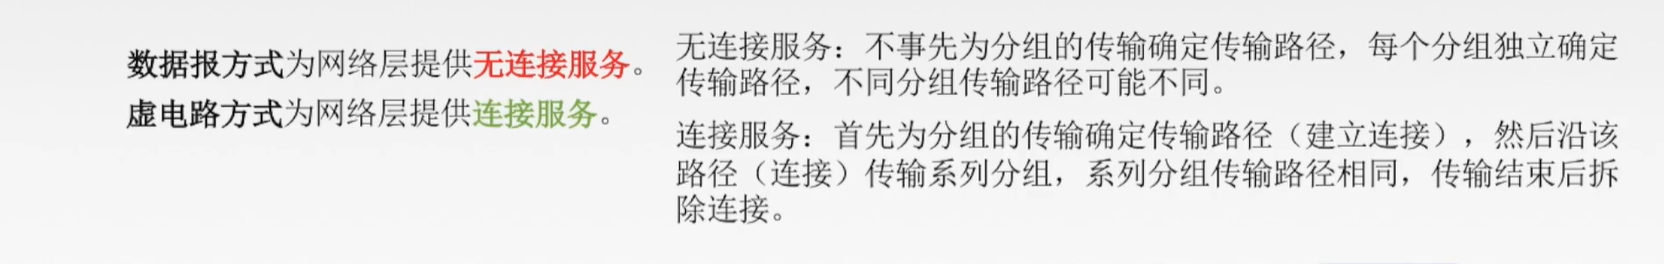 数据报方式为网络层提供无连接服务。
虚电路方式为网络层提供连接服务。
无连接服务：不事先为分组的传输确定传输路径，每个分组独立确定
传输路径，不同分组传输路径可能不同。
连接服务：首先为分组的传输确定传输路径（建立连接），然后沿该
路径（连接）传输系列分组，系列分组传输路径相同，传输结束后拆
除连接。